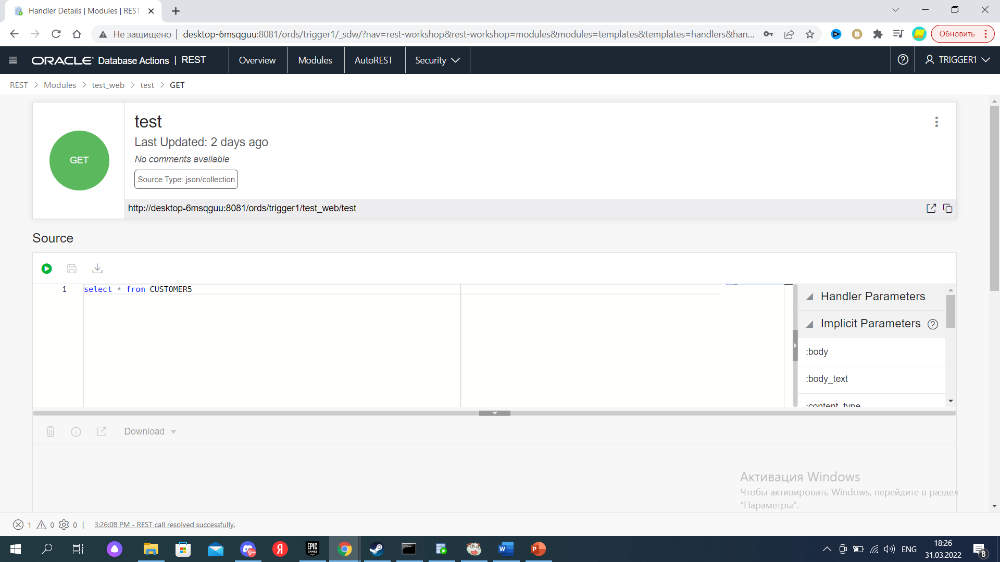 Handler Details | Modules | REST
Не защищено
desktop-6msqguu:8081/ords/trigger1/_sdw/?nav=rest-workshop&rest-workshop=modules&modules=templates&templates=handlers&han...
Обновить
ORACLE Database Actions | REST
Overview
Modules
AutoREST
Security
TRIGGER1
REST > Modules > test_web > test > GET
GET
test
Last Updated: 2 days ago
No comments available
Source Type: json/collection
http://desktop-6msqguu:8081/ords/trigger1/test_web/test
Source
1 select * from CUSTOMER5
Handler Parameters
Implicit Parameters
:body
:body_text
:content_type
Download
Активация Windows
Чтобы активировать Windows, перейдите в раздел
"Параметры".
1 0 0 | 3:26:08 PM - REST call resolved successfully.
9+
Я
EPIC
GAMES
W
P
ENG
18:26
31.03.2022
8